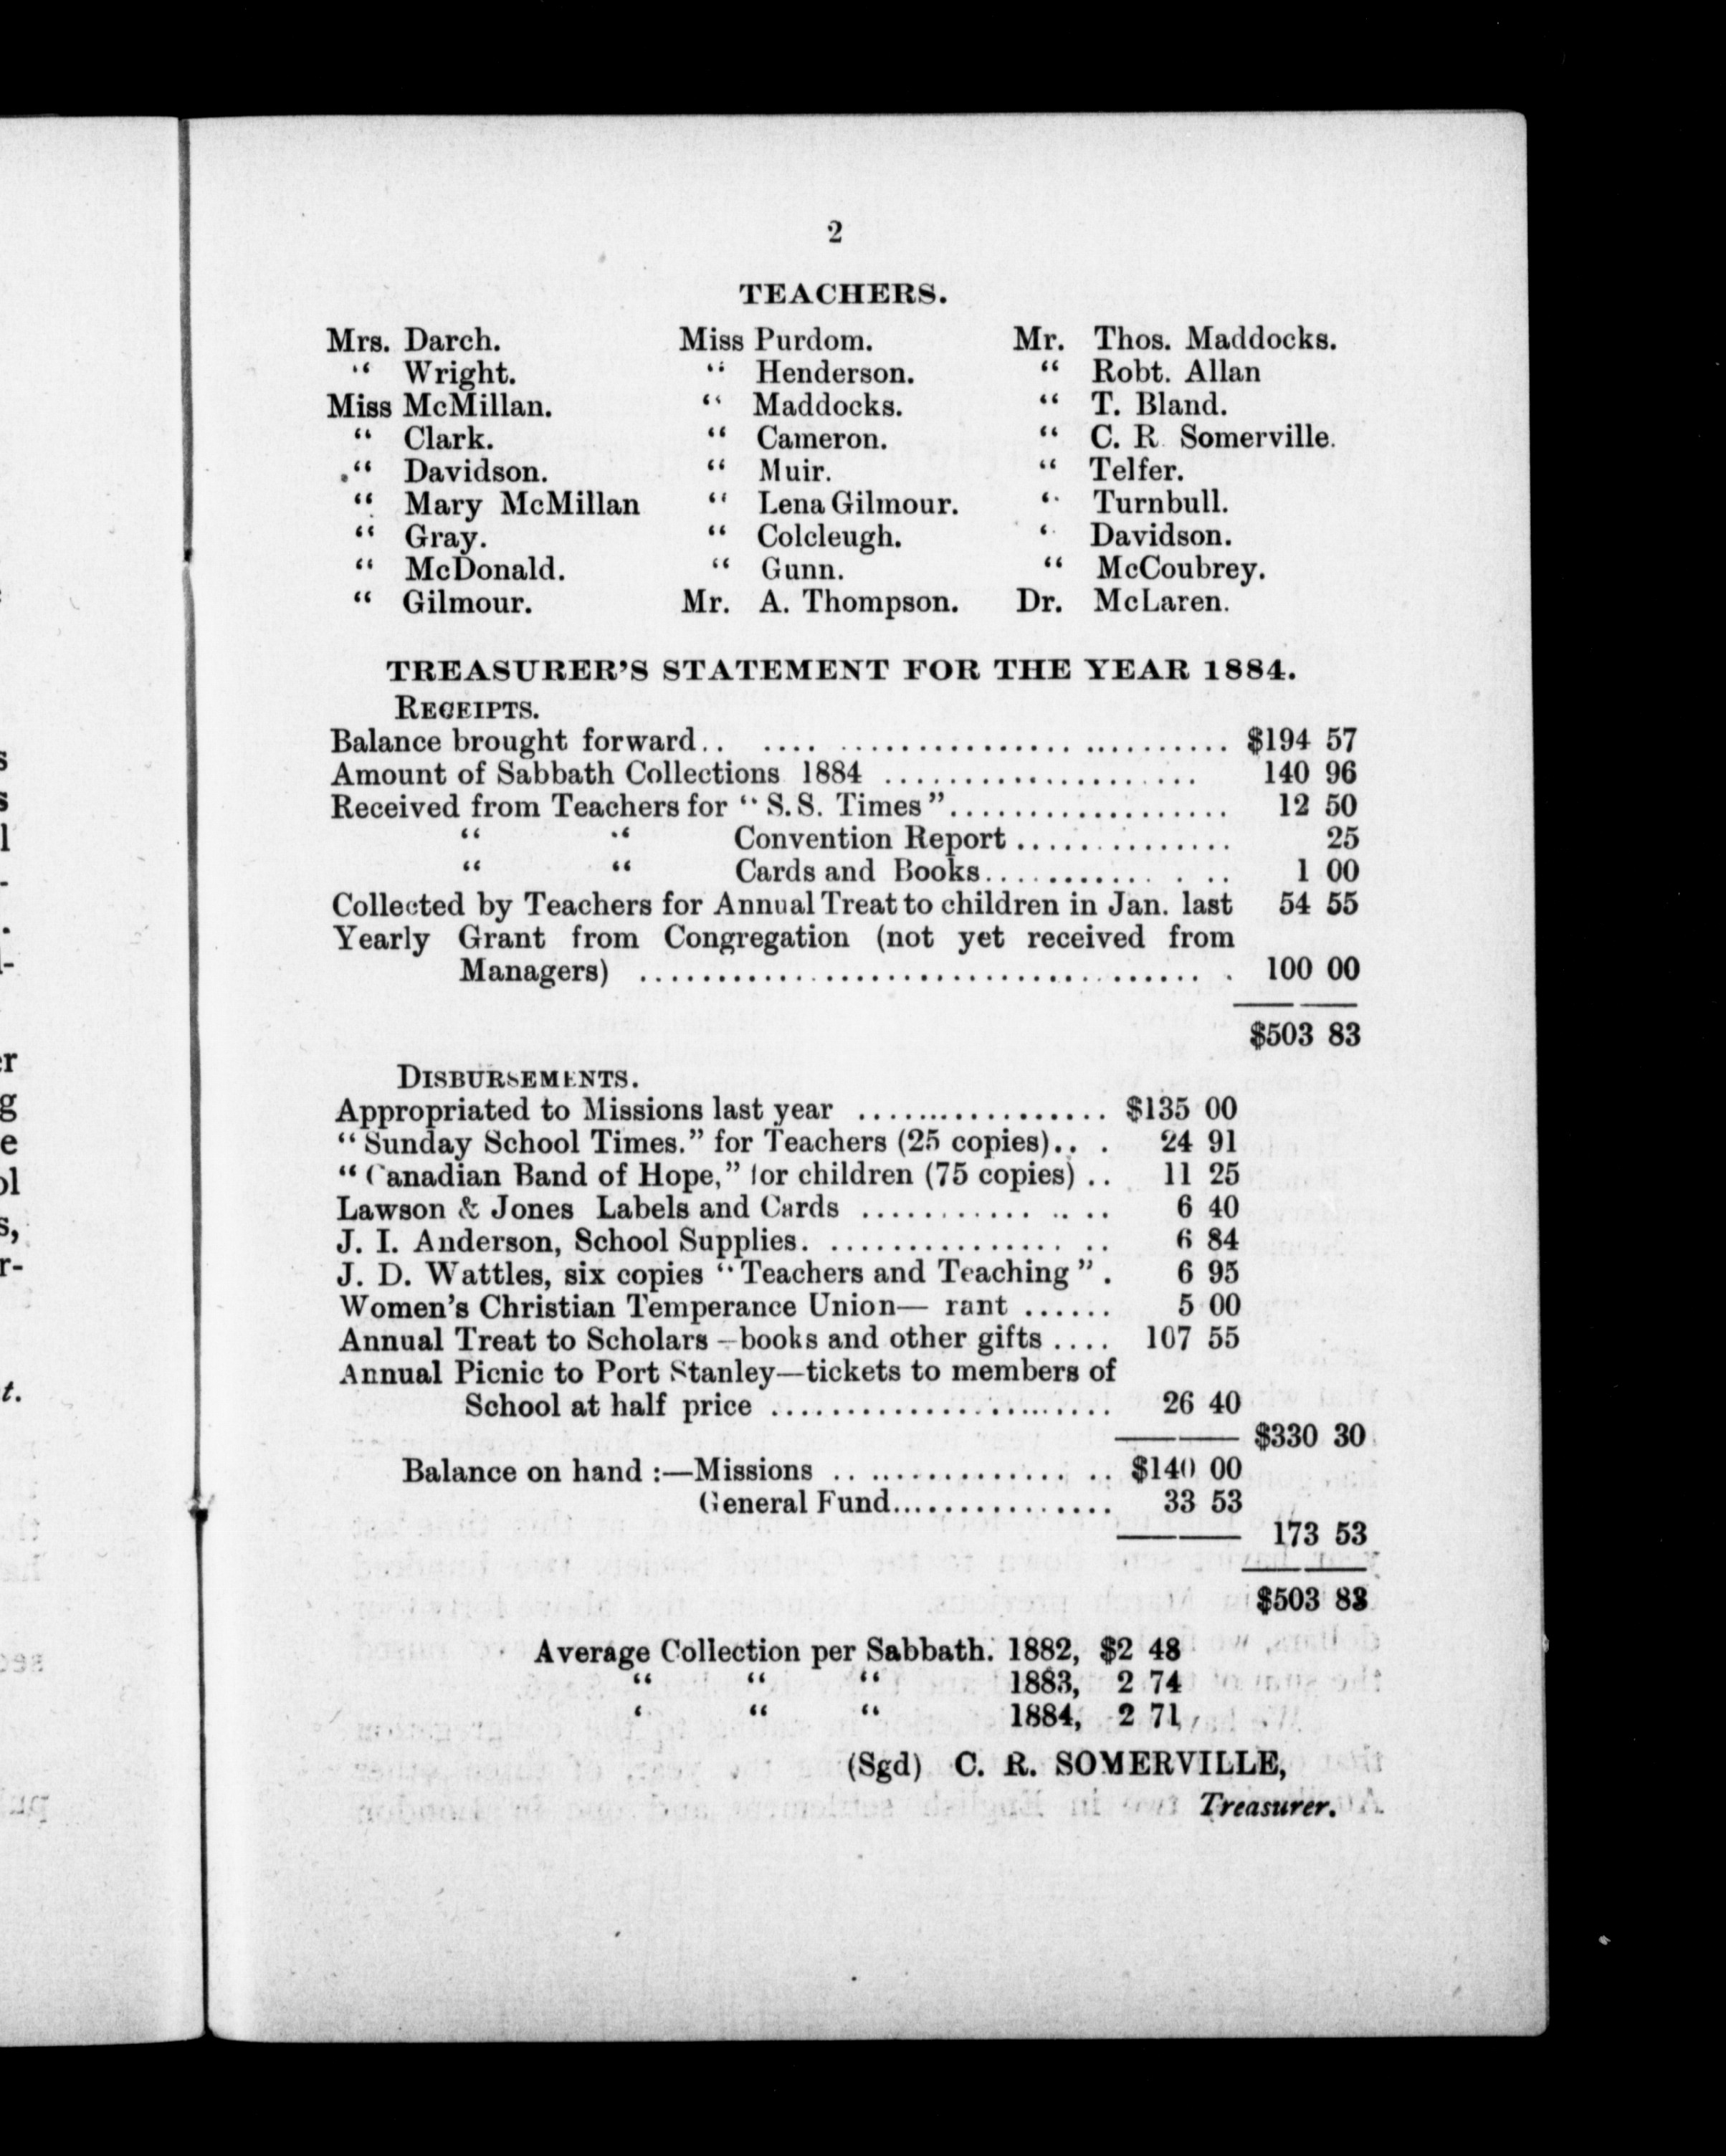 2
TEACHERS.
Mrs. Darch. Miss Purdom. Mr. Thos. Maddocks.
“ Wright. “ Henderson. “ Robt. Allan
Miss McMillan. “ Maddocks. “ T. Bland.
“ Clark. “ Cameron. “ C. R. Somerville.
“ Davidson. “ Muir. “ Telfer.
“ Mary McMillan “ Lena Gilmour. “ Turnbull.
“ Gray. “ Colcleugh. “ Davidson.
“ McDonald. “ Gunn. “ McCoubrey.
“ Gilmour. Mr. A. Thompson. Dr. McLaren.
TREASURER’S STATEMENT FOR THE YEAR 1884.
RECEIPTS.
Balance brought forward.. .... .......................... $194 57
Amount of Sabbath Collections 1884 .................... 140 96
Received from Teachers for “S.S. Times”.................. 12 50
“ “ Convention Report .............. 25
“ “ Cards and Books............ . .. 1 00
Collected by Teachers for Annual Treat to children in Jan. last 54 55
Yearly Grant from Congregation (not yet received from
Managers) .................................... . 100 00
$503 83
DISBURSEMENTS.
Appropriated to Missions last year ................ $135 00
“Sunday School Times.” for Teachers (25 copies).. . 24 91
“Canadian Band of Hope,” for children (75 copies) .. 11 25
Lawson & Jones Labels and Cards ........... .. .. 6 40
J. I. Anderson, School Supplies. ............... .. 6 84
J. D. Wattles, six copies “Teachers and Teaching”. 6 95
Women’s Christian Temperance Union— rant ...... 5 00
Annual Treat to Scholars –books and other gifts .... 107 55
Annual Picnic to Port Stanley—tickets to members of
School at half price ...................... 26 40
$330 30
Balance on hand :—Missions .. .............. .. $140 00
General Fund............... 33 53
173 53
$503 83
Average Collection per Sabbath. 1882, $2 48
“ “ “ 1883, 2 74
‘ “ “ 1884, 2 71
(Sgd) C. R. SOMERVILLE,
Treasurer.